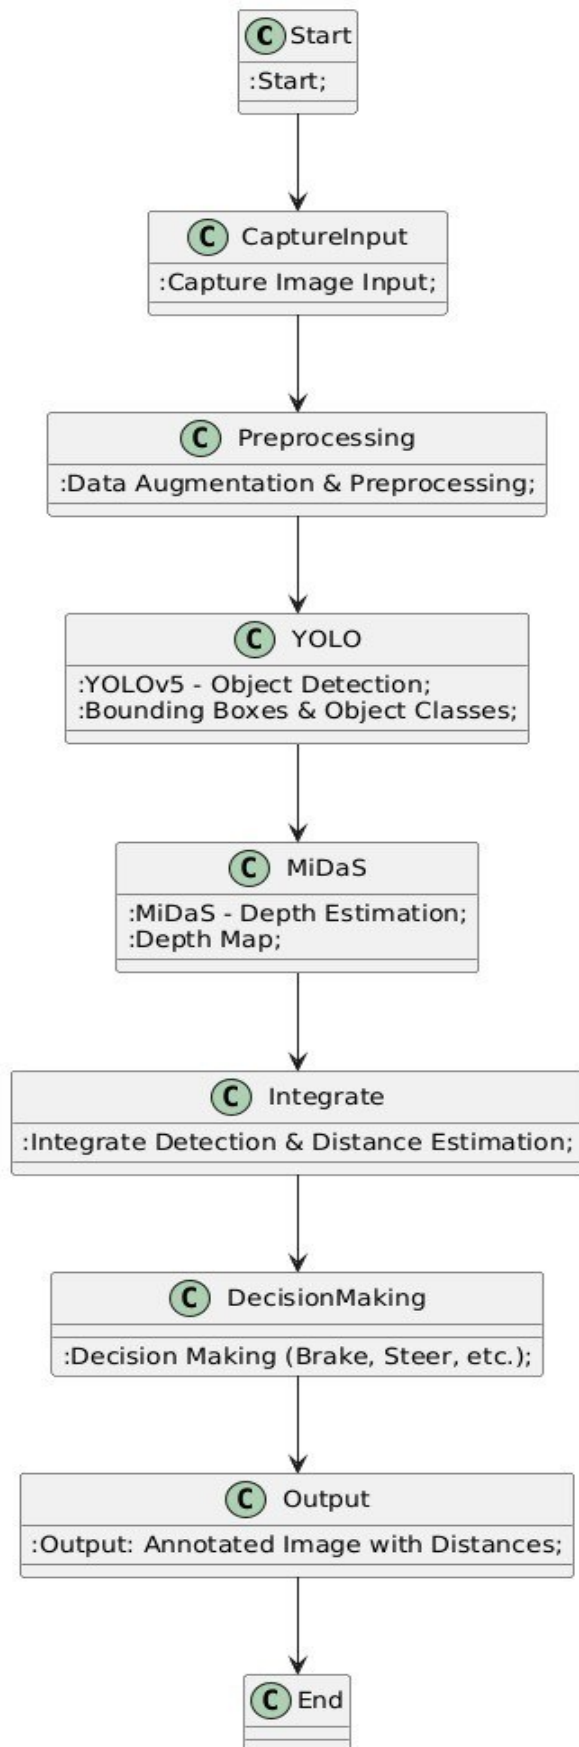 C Start
:Start;
C CaptureInput
:Capture Image Input;
C Preprocessing
:Data Augmentation & Preprocessing;
C YOLO
:YOLOv5 - Object Detection;
:Bounding Boxes & Object Classes;
C MiDaS
:MiDaS - Depth Estimation;
:Depth Map;
C Integrate
:Integrate Detection & Distance Estimation;
C DecisionMaking
:Decision Making (Brake, Steer, etc.);
C Output
:Output: Annotated Image with Distances;
C End